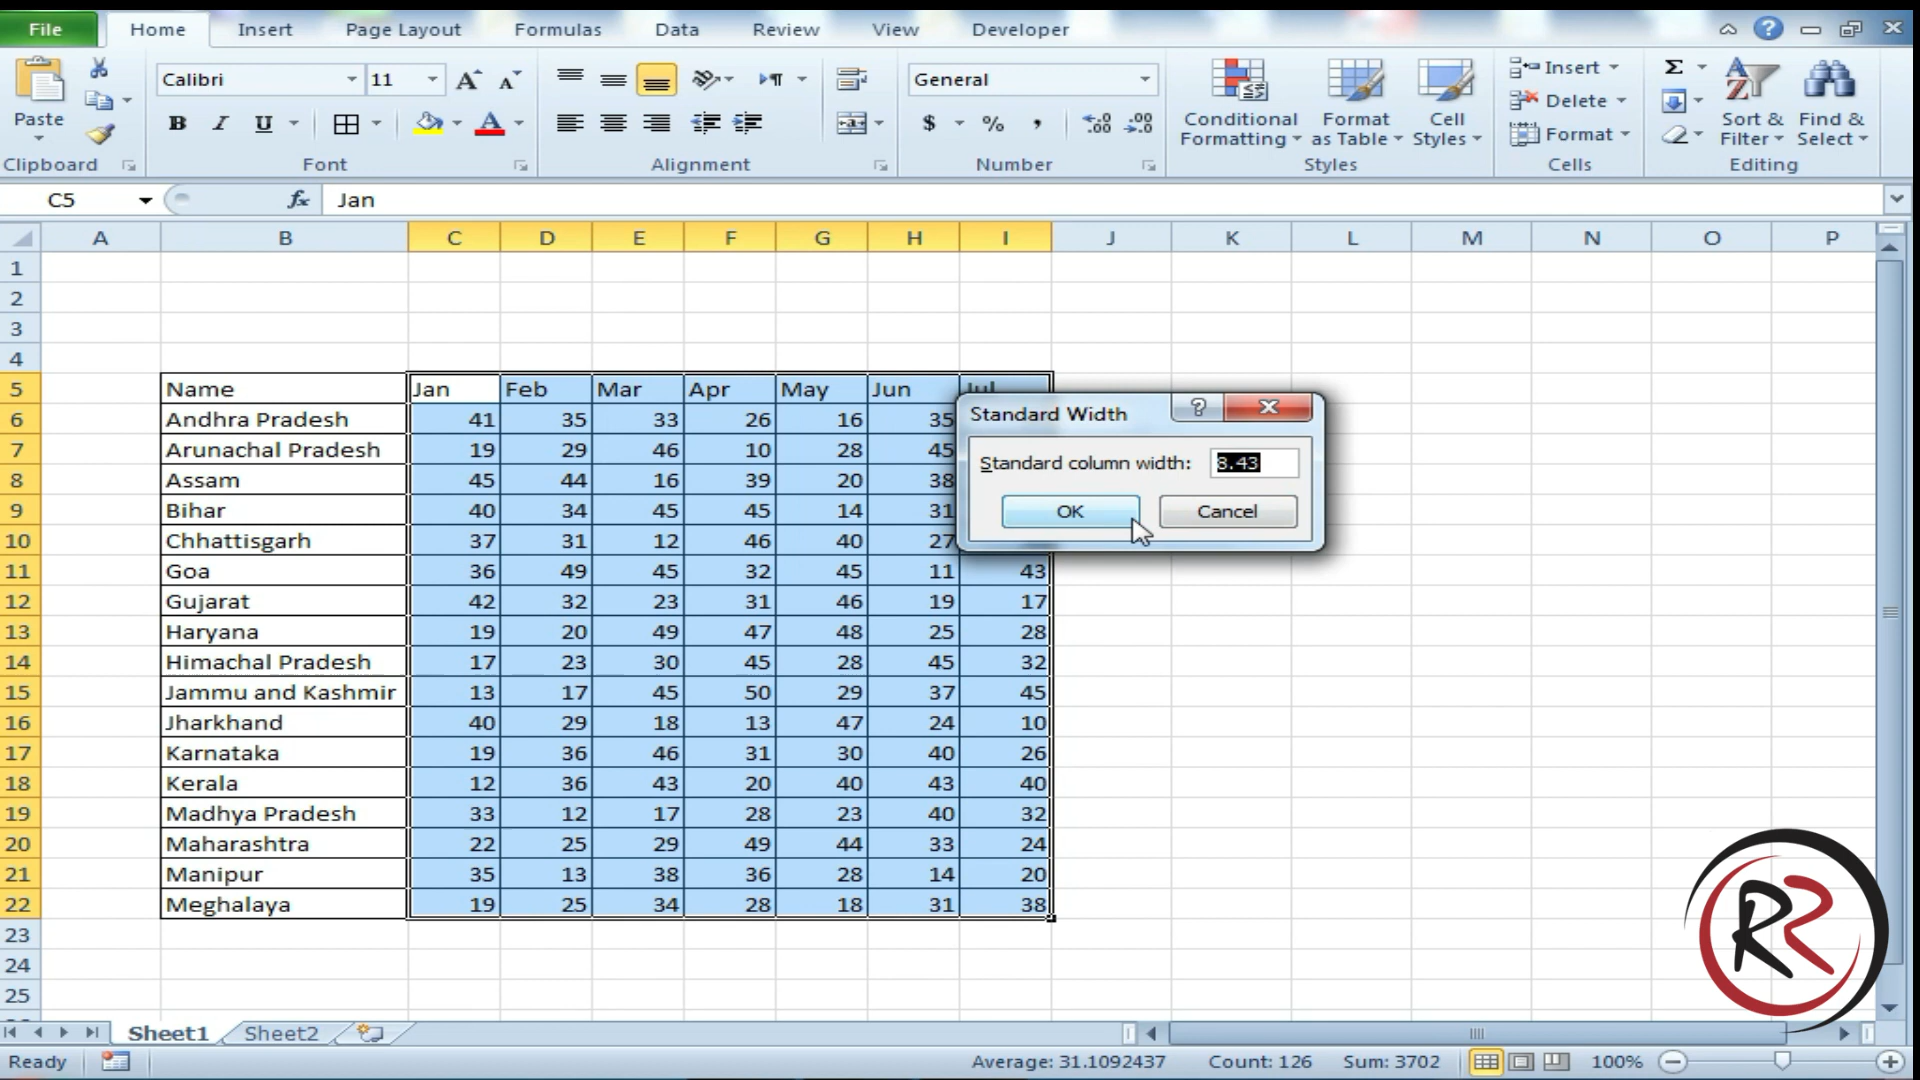 File Home Insert Page Layout Formulas Data Review View Developer
Calibri 11 General Insert
Paste Conditional Formatting Format as Table Cell Styles Delete Sort & Filter Find & Select
B I U $ % , Format
Clipboard Font Alignment Number Styles Cells Editing
C5 fx Jan
A B C D E F G H I J K L M N O P
1
2
3
4
5 Name Jan Feb Mar Apr May Jun Jul
6 Andhra Pradesh 41 35 33 26 16 35
7 Arunachal Pradesh 19 29 46 10 28 45
8 Assam 45 44 16 39 20 38
9 Bihar 40 34 45 45 14 31
10 Chhattisgarh 37 31 12 46 40 27
11 Goa 36 49 45 32 45 11 43
12 Gujarat 42 32 23 31 46 19 17
13 Haryana 19 20 49 47 48 25 28
14 Himachal Pradesh 17 23 30 45 28 45 32
15 Jammu and Kashmir 13 17 45 50 29 37 45
16 Jharkhand 40 29 18 13 47 24 10
17 Karnataka 19 36 46 31 30 40 26
18 Kerala 12 36 43 20 40 43 40
19 Madhya Pradesh 33 12 17 28 23 40 32
20 Maharashtra 22 25 29 49 44 33 24
21 Manipur 35 13 38 36 28 14 20
22 Meghalaya 19 25 34 28 18 31 38
23
24
25
Standard Width
Standard column width: 8.43
OK Cancel
RR
Sheet1 Sheet2
Ready Average: 31.1092437 Count: 126 Sum: 3702 100%